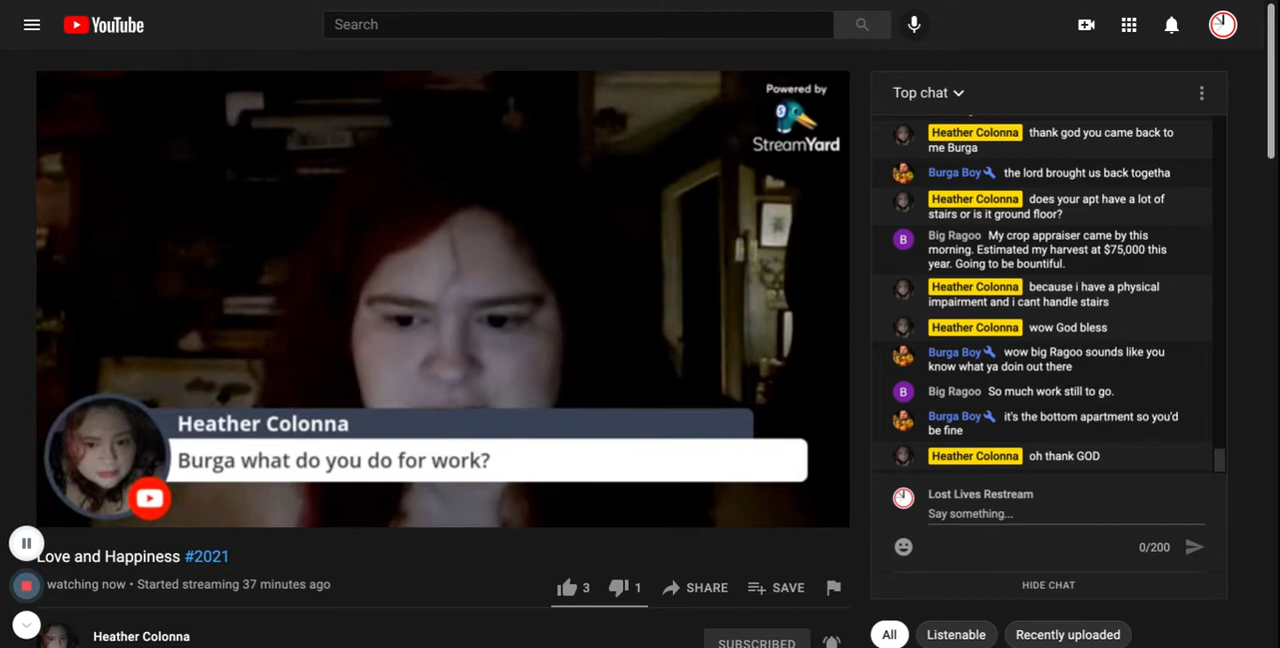 YouTube
Search
Powered by
StreamYard
Heather Colonna
Burga what do you do for work?
Love and Happiness #2021
watching now • Started streaming 37 minutes ago
3
1
SHARE
SAVE
Heather Colonna
SUBSCRIBED
Top chat
Heather Colonna thank god you came back to
me Burga
Burga Boy the lord brought us back togetha
Heather Colonna does your apt have a lot of
stairs or is it ground floor?
B
Big Ragoo My crop appraiser came by this
morning. Estimated my harvest at $75,000 this
year. Going to be bountiful.
Heather Colonna because i have a physical
impairment and i cant handle stairs
Heather Colonna wow God bless
Burga Boy wow big Ragoo sounds like you
know what ya doin out there
B
Big Ragoo So much work still to go.
Burga Boy it's the bottom apartment so you'd
be fine
Heather Colonna oh thank GOD
Lost Lives Restream
Say something...
0/200
HIDE CHAT
All
Listenable
Recently uploaded